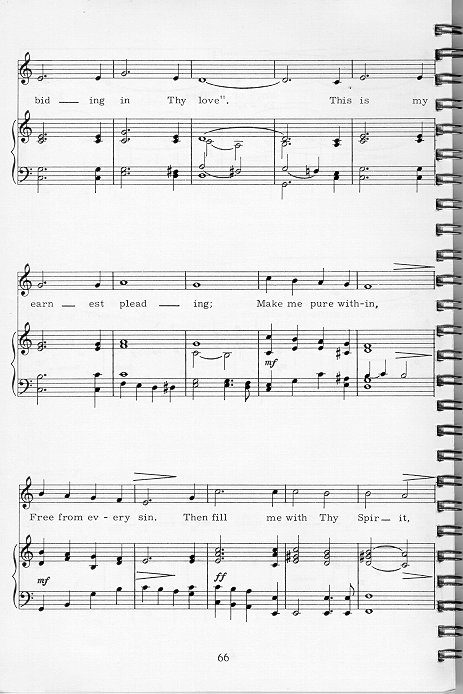 bid — ing in Thy love". This is my
earn — est plead — ing; Make me pure with-in,
mf
Free from ev - ery sin. Then fill me with Thy Spir — it,
mf ff
66